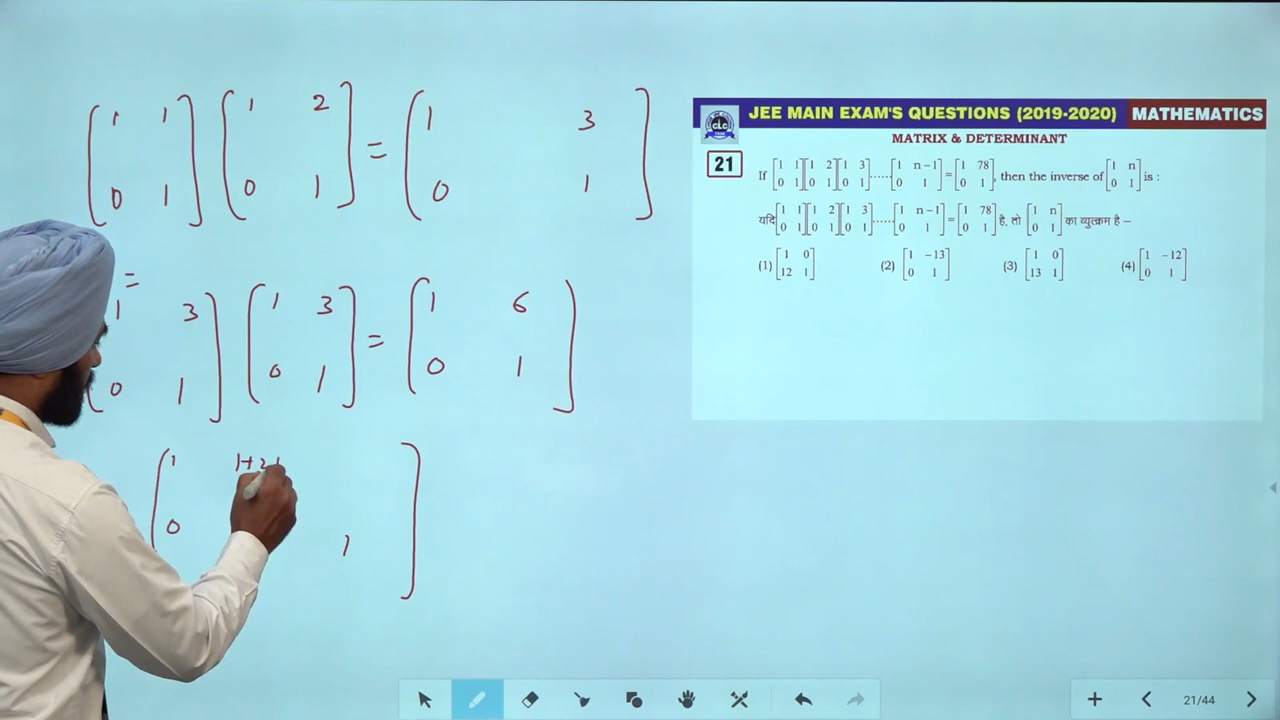 1 1 1 2 = 1 3
0 1 0 1 0 1
=
1 3 1 3 = 1 6
0 1 0 1 0 1
1 1+2+
0 1
CLC
JEE MAIN EXAM'S QUESTIONS (2019-2020) MATHEMATICS
MATRIX & DETERMINANT
21
If [1 1 0 1][1 2 0 1][1 3 0 1]......[1 n−1 0 1]=[1 78 0 1], then the inverse of [1 n 0 1] is :
यदि [1 1 0 1][1 2 0 1][1 3 0 1]......[1 n−1 0 1]=[1 78 0 1] है, तो [1 n 0 1] का व्युत्क्रम है −
(1) [1 0 12 1] (2) [1 −13 0 1] (3) [1 0 13 1] (4) [1 −12 0 1]
21/44